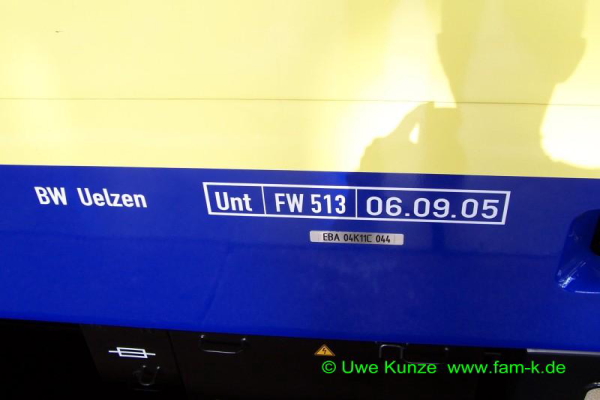 BW Uelzen
Unt FW 513 06.09.05
EBA 04K11C 044
© Uwe Kunze www.fam-k.de